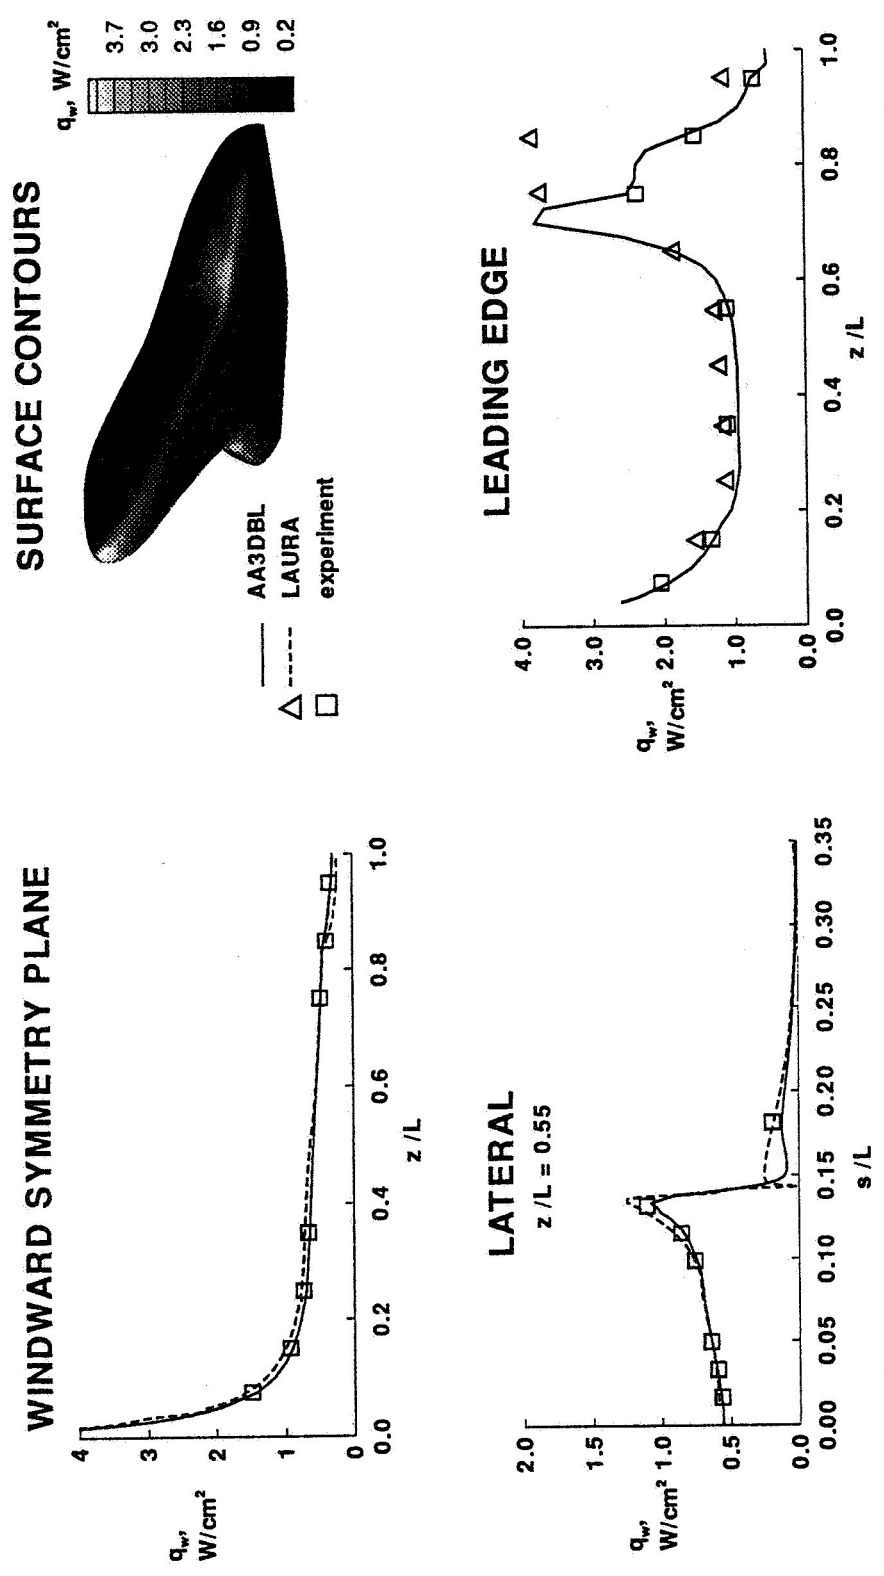 WINDWARD SYMMETRY PLANE
4
3
2
1
0
q_w,
W/cm²
0.0
0.2
0.4
0.6
0.8
1.0
z/L
SURFACE CONTOURS
q_w, W/cm²
3.7
3.0
2.3
1.6
0.9
0.2
AA3DBL
LAURA
experiment
LATERAL
z/L = 0.55
2.0
1.5
1.0
0.5
0.0
q_w,
W/cm²
0.00
0.05
0.10
0.15
0.20
0.25
0.30
0.35
s/L
LEADING EDGE
4.0
3.0
2.0
1.0
0.0
q_w,
W/cm²
0.0
0.2
0.4
0.6
0.8
1.0
z/L